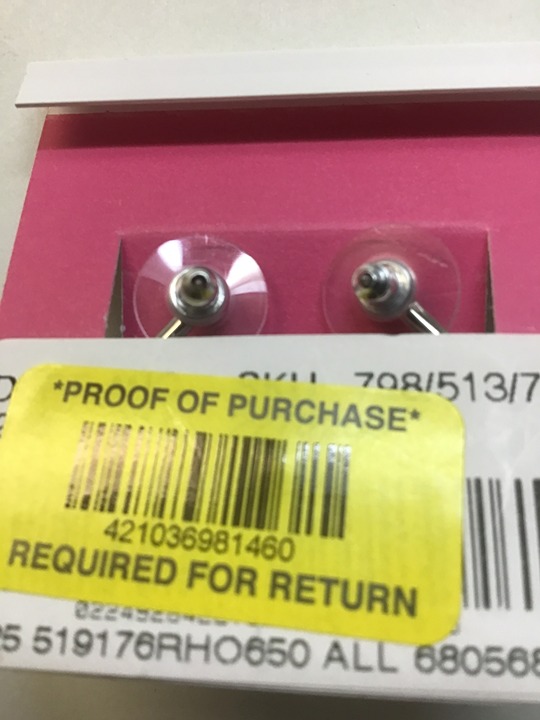 SKU 798/513/7
*PROOF OF PURCHASE*
421036981460
REQUIRED FOR RETURN
519176RHO650 ALL 680568